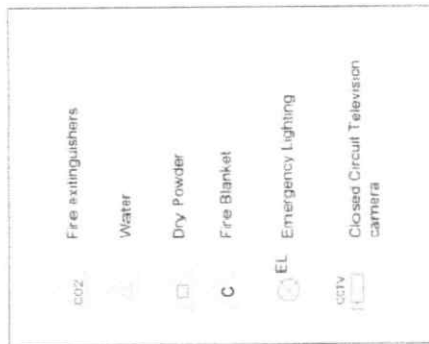 CO2 Fire extinguishers
Water
Dry Powder
C Fire Blanket
EL Emergency Lighting
CCTV Closed Circuit Television
camera